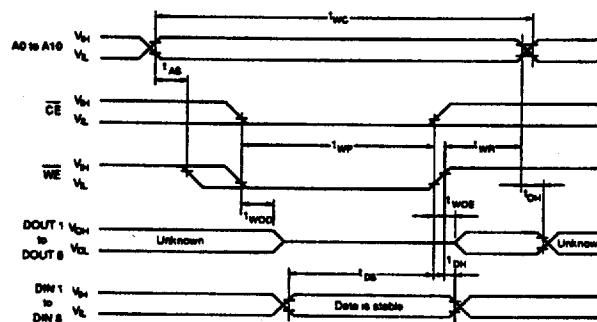 tWC
A0 to A10 VIH
VIL
tAS
CE VIH
VIL
tWP
tWR
WE VIH
VIL
tOH
tWOD
tWOE
DOUT 1 VOH
to Unknown Unknown
DOUT 8 VOL
tDS
tDH
DIN 1 VIH
to Data is stable
DIN 8 VIL